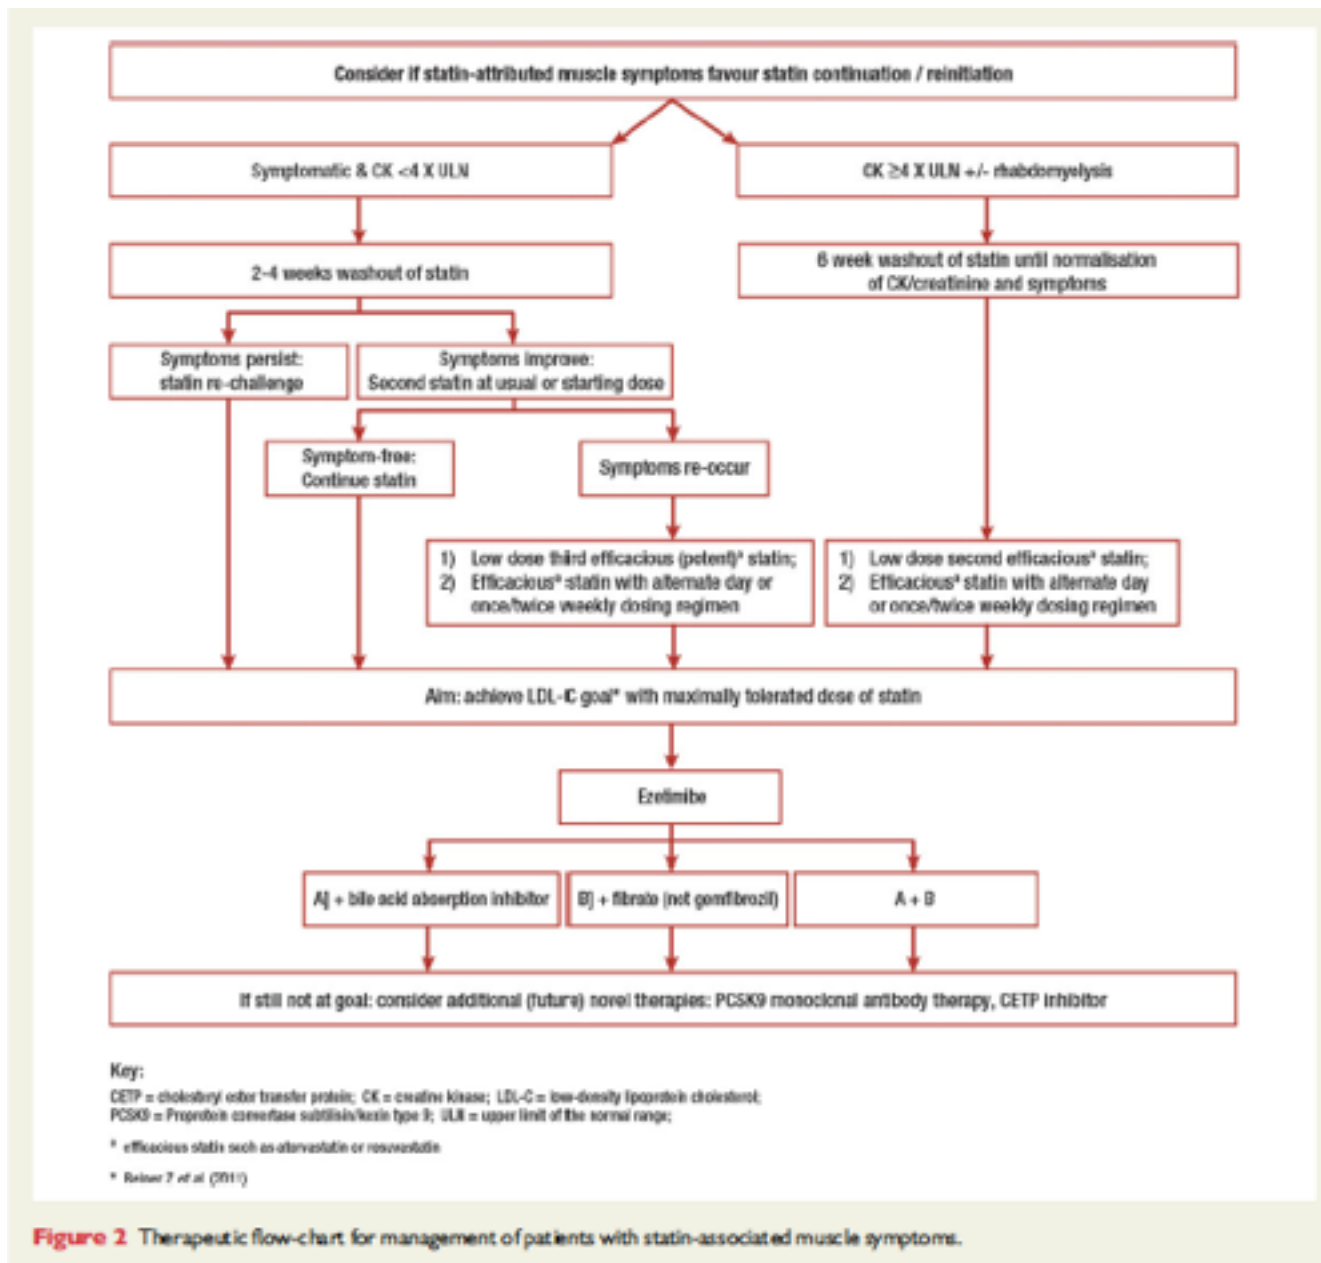 Consider if statin-attributed muscle symptoms favour statin continuation / reinitiation
Symptomatic & CK <4 X ULN
CK ≥4 X ULN +/- rhabdomyolysis
2-4 weeks washout of statin
6 week washout of statin until normalisation
of CK/creatinine and symptoms
Symptoms persist:
statin re-challenge
Symptoms improve:
Second statin at usual or starting dose
Symptom-free:
Continue statin
Symptoms re-occur
1) Low dose third efficacious (potent)ª statin;
2) Efficaciousª statin with alternate day or
once/twice weekly dosing regimen
1) Low dose second efficaciousª statin;
2) Efficaciousª statin with alternate day
or once/twice weekly dosing regimen
Aim: achieve LDL-C goal* with maximally tolerated dose of statin
Ezetimibe
A] + bile acid absorption inhibitor
B] + fibrate (not gemfibrozil)
A + B
If still not at goal: consider additional (future) novel therapies: PCSK9 monoclonal antibody therapy, CETP inhibitor
Key:
CETP = cholesteryl ester transfer protein; CK = creatine kinase; LDL-C = low-density lipoprotein cholesterol;
PCSK9 = Proprotein convertase subtilisin/kexin type 9; ULN = upper limit of the normal range;
ª efficacious statin such as atorvastatin or rosuvastatin
* Reiner Z et al. (2011)
Figure 2 Therapeutic flow-chart for management of patients with statin-associated muscle symptoms.